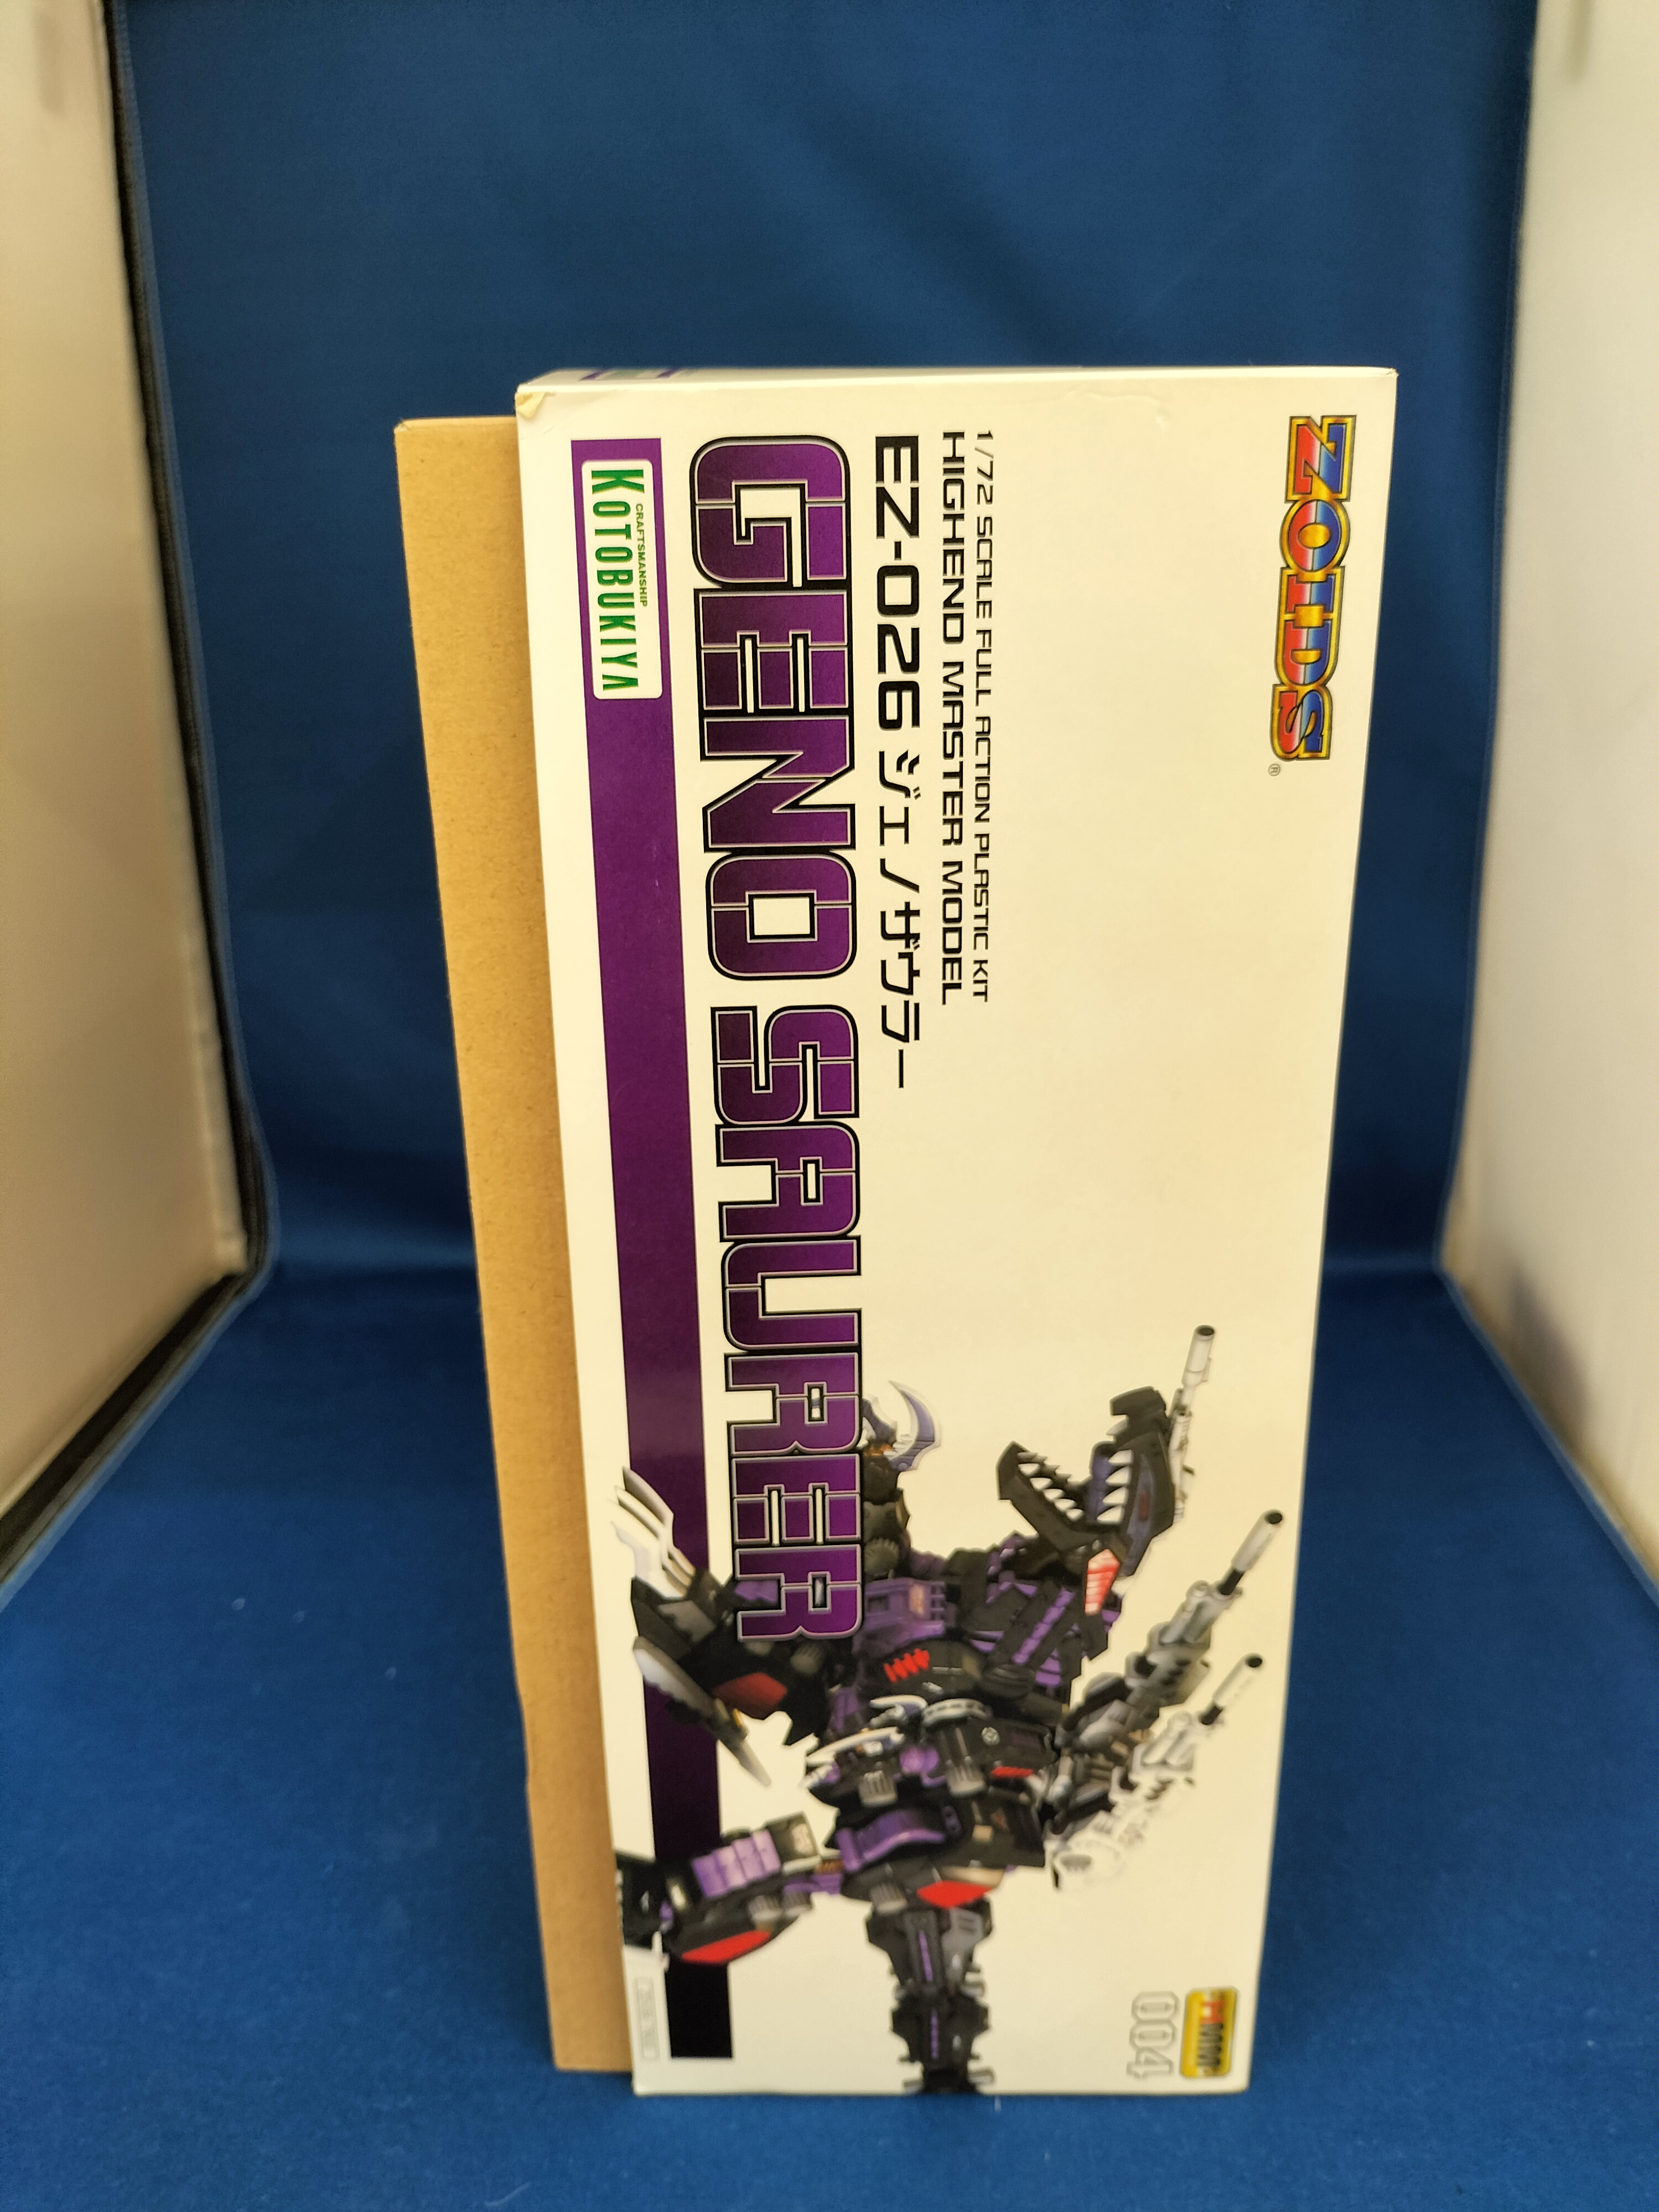 ZOIDS®
1/72 SCALE FULL ACTION PLASTIC KIT
HIGHEND MASTER MODEL
EZ-026 ジェノザウラー
GENO SAURER
CRAFTSMANSHIP
KOTOBUKIYA
HMM
004